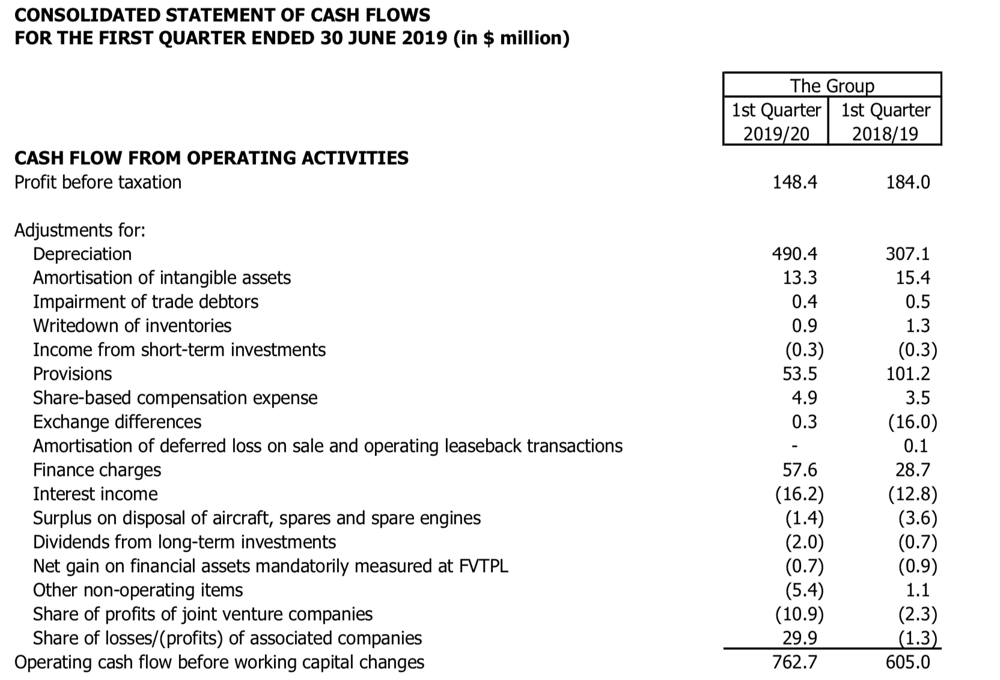 CONSOLIDATED STATEMENT OF CASH FLOWS
FOR THE FIRST QUARTER ENDED 30 JUNE 2019 (in $ million)
The Group
1st Quarter 1st Quarter
2019/20 2018/19
CASH FLOW FROM OPERATING ACTIVITIES
Profit before taxation 148.4 184.0
Adjustments for:
Depreciation 490.4 307.1
Amortisation of intangible assets 13.3 15.4
Impairment of trade debtors 0.4 0.5
Writedown of inventories 0.9 1.3
Income from short-term investments (0.3) (0.3)
Provisions 53.5 101.2
Share-based compensation expense 4.9 3.5
Exchange differences 0.3 (16.0)
Amortisation of deferred loss on sale and operating leaseback transactions - 0.1
Finance charges 57.6 28.7
Interest income (16.2) (12.8)
Surplus on disposal of aircraft, spares and spare engines (1.4) (3.6)
Dividends from long-term investments (2.0) (0.7)
Net gain on financial assets mandatorily measured at FVTPL (0.7) (0.9)
Other non-operating items (5.4) 1.1
Share of profits of joint venture companies (10.9) (2.3)
Share of losses/(profits) of associated companies 29.9 (1.3)
Operating cash flow before working capital changes 762.7 605.0